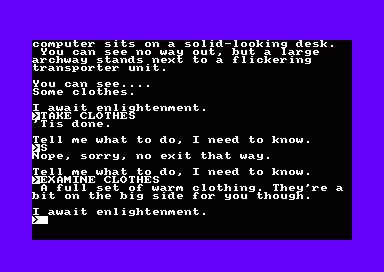 computer sits on a solid-looking desk.
You can see no way out, but a large
archway stands next to a flickering
transporter unit.
You can see....
Some clothes.
I await enlightenment.
>TAKE CLOTHES
'Tis done.
Tell me what to do, I need to know.
>S
Nope, sorry, no exit that way.
Tell me what to do, I need to know.
>EXAMINE CLOTHES
A full set of warm clothing. They're a
bit on the big side for you though.
I await enlightenment.
>